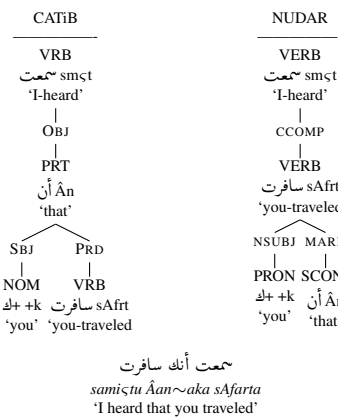 CATiB NUDAR
VRB VERB
سمعت smςt سمعت smςt
'I-heard' 'I-heard'
OBJ CCOMP
PRT VERB
أن Ân سافرت sAfrt
'that' 'you-traveled
SBJ PRD NSUBJ MAR
NOM VRB PRON SCON
ك+ +k سافرت sAfrt ك+ +k أن Ân
'you' 'you-traveled 'you' 'that
سمعت أنك سافرت
samiςtu Âan∼aka sAfarta
'I heard that you traveled'